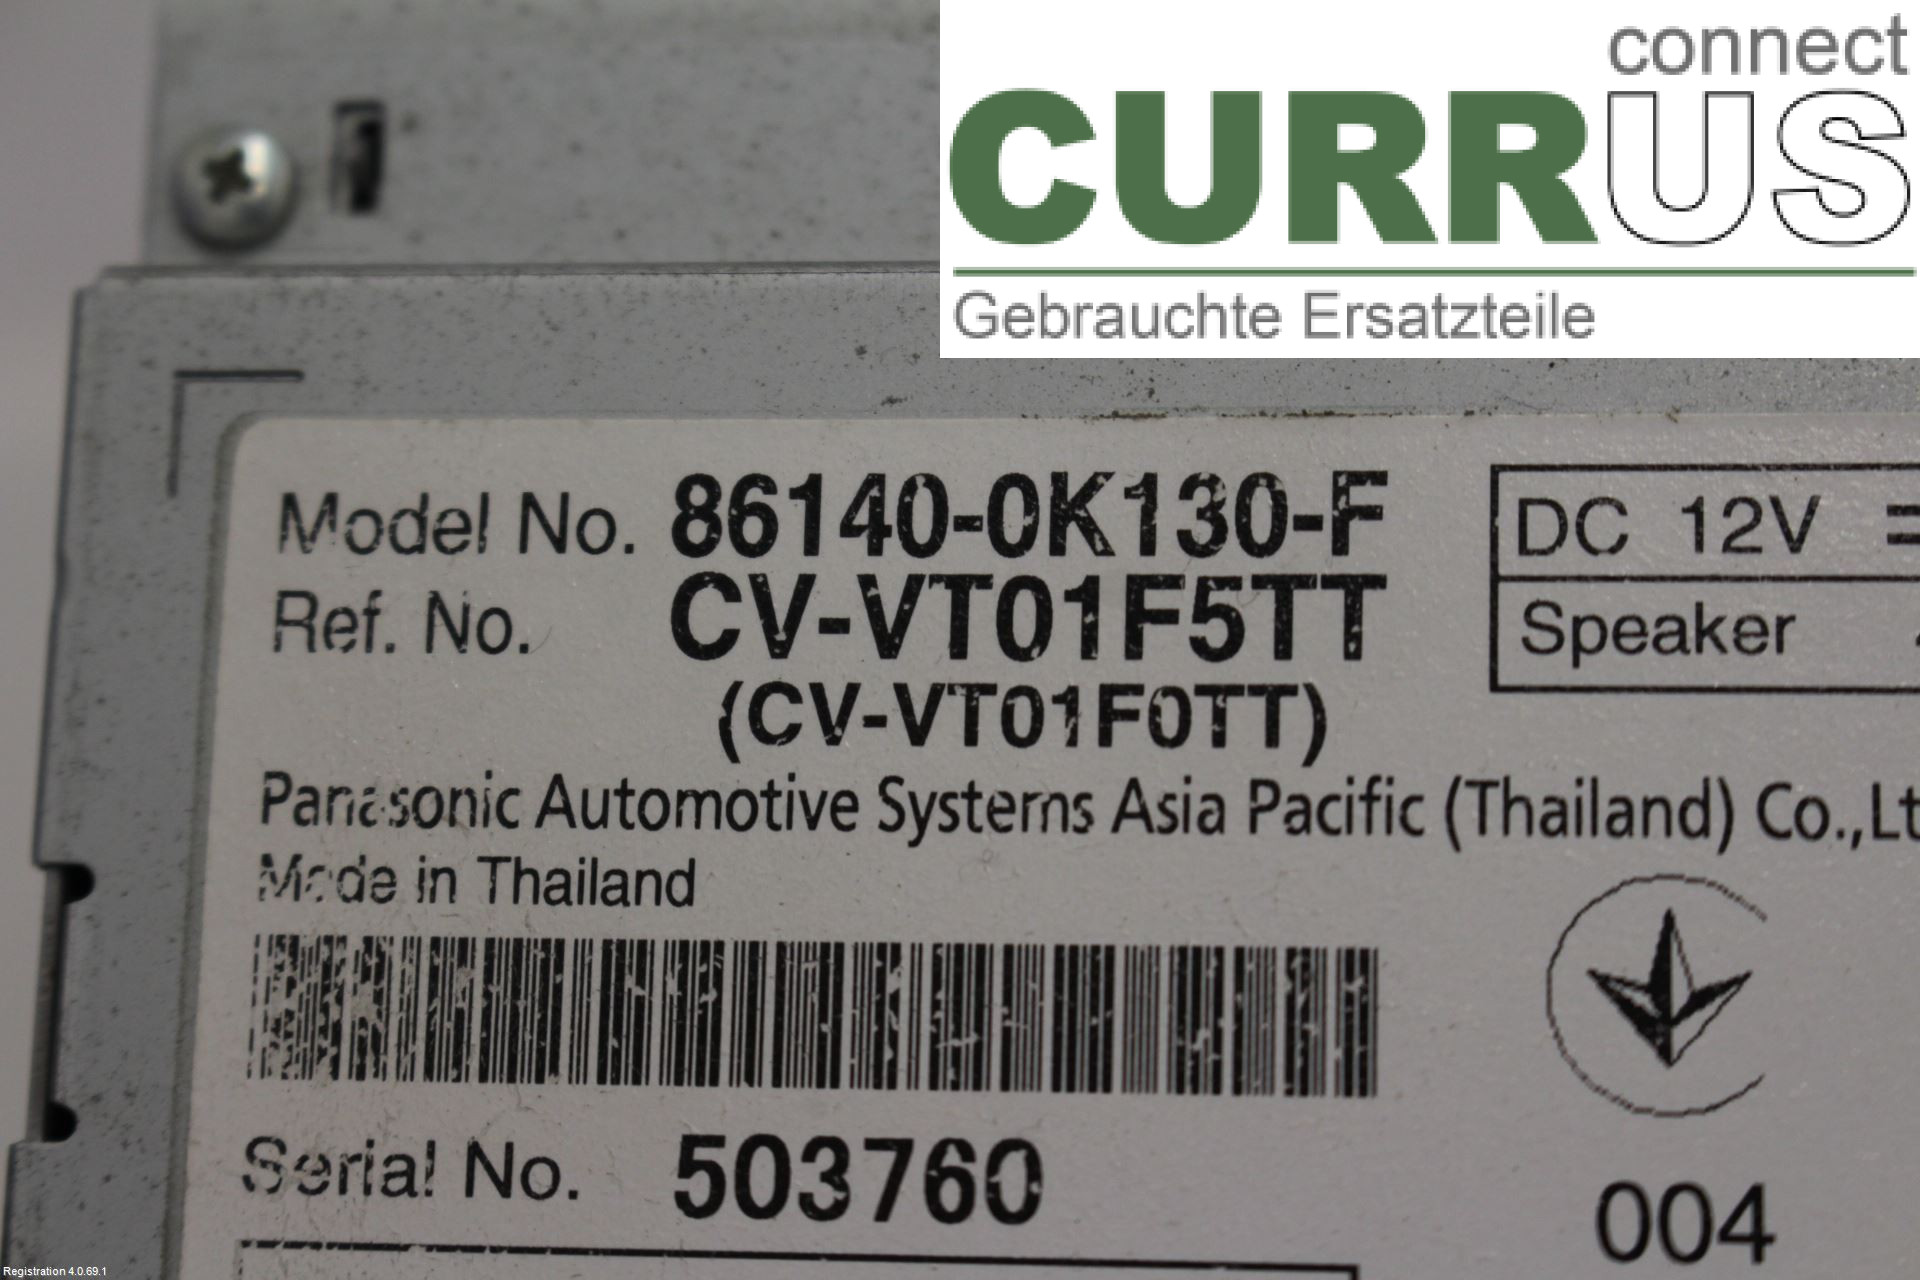 connect
CURRUS
Gebrauchte Ersatzteile
Model No. 86140-0K130-F
Ref. No. CV-VT01F5TT
(CV-VT01F0TT)
DC 12V
Speaker
Panasonic Automotive Systems Asia Pacific (Thailand) Co.,Lt
Made in Thailand
Serial No. 503760
004
Registration 4.0.69.1